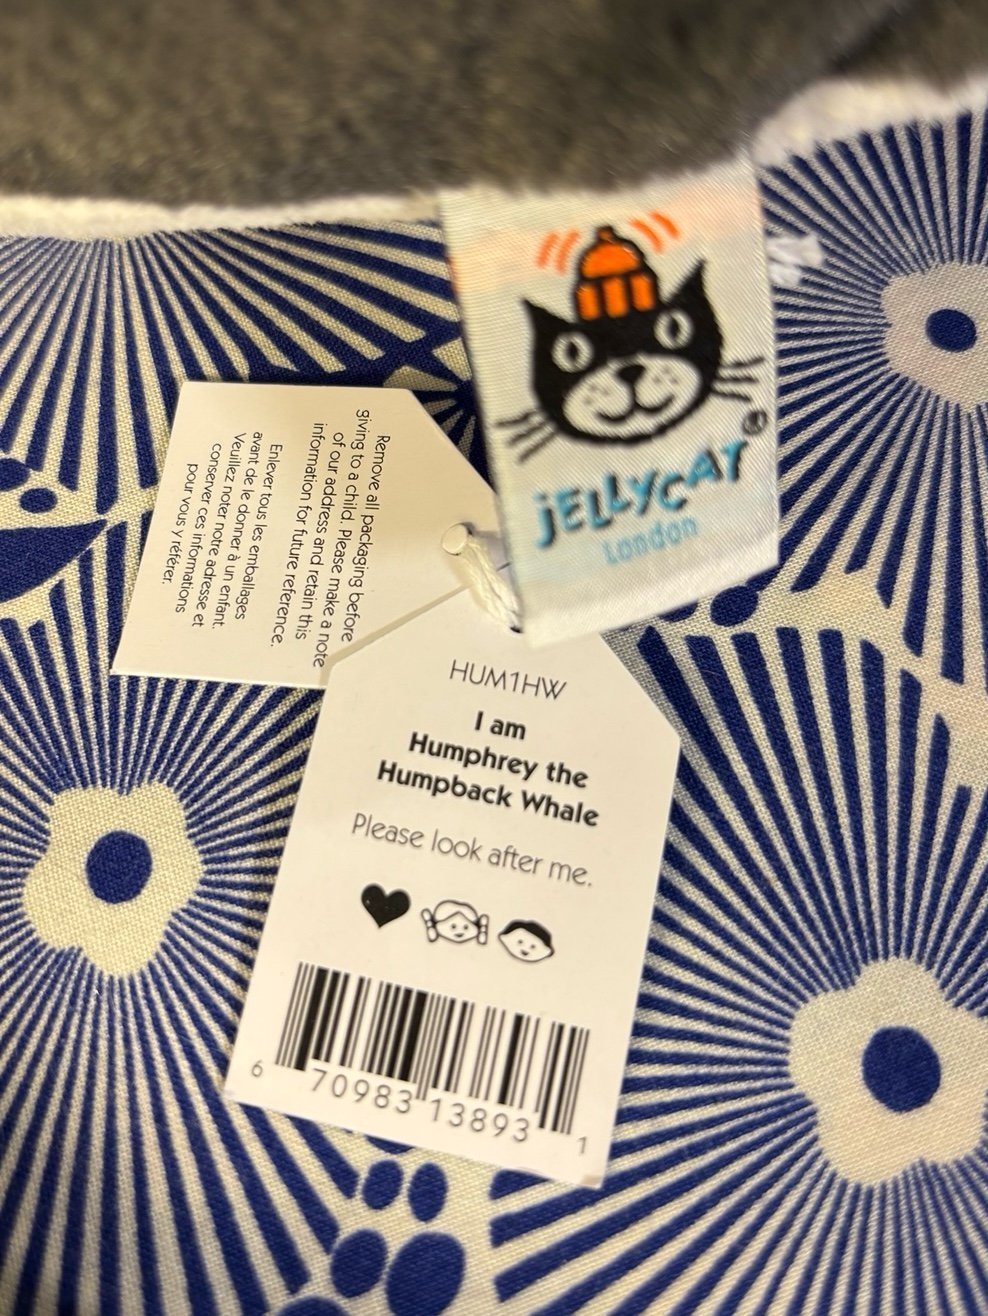 JELLYCAT
®
London
Remove all packaging before
giving to a child. Please make a note
of our address and retain this
information for future reference.
Enlever tous les emballages
avant de le donner à un enfant.
Veuillez noter notre adresse et
conserver ces informations
pour vous y référer.
HUM1HW
I am
Humphrey the
Humpback Whale
Please look after me.
6 70983 13893 1